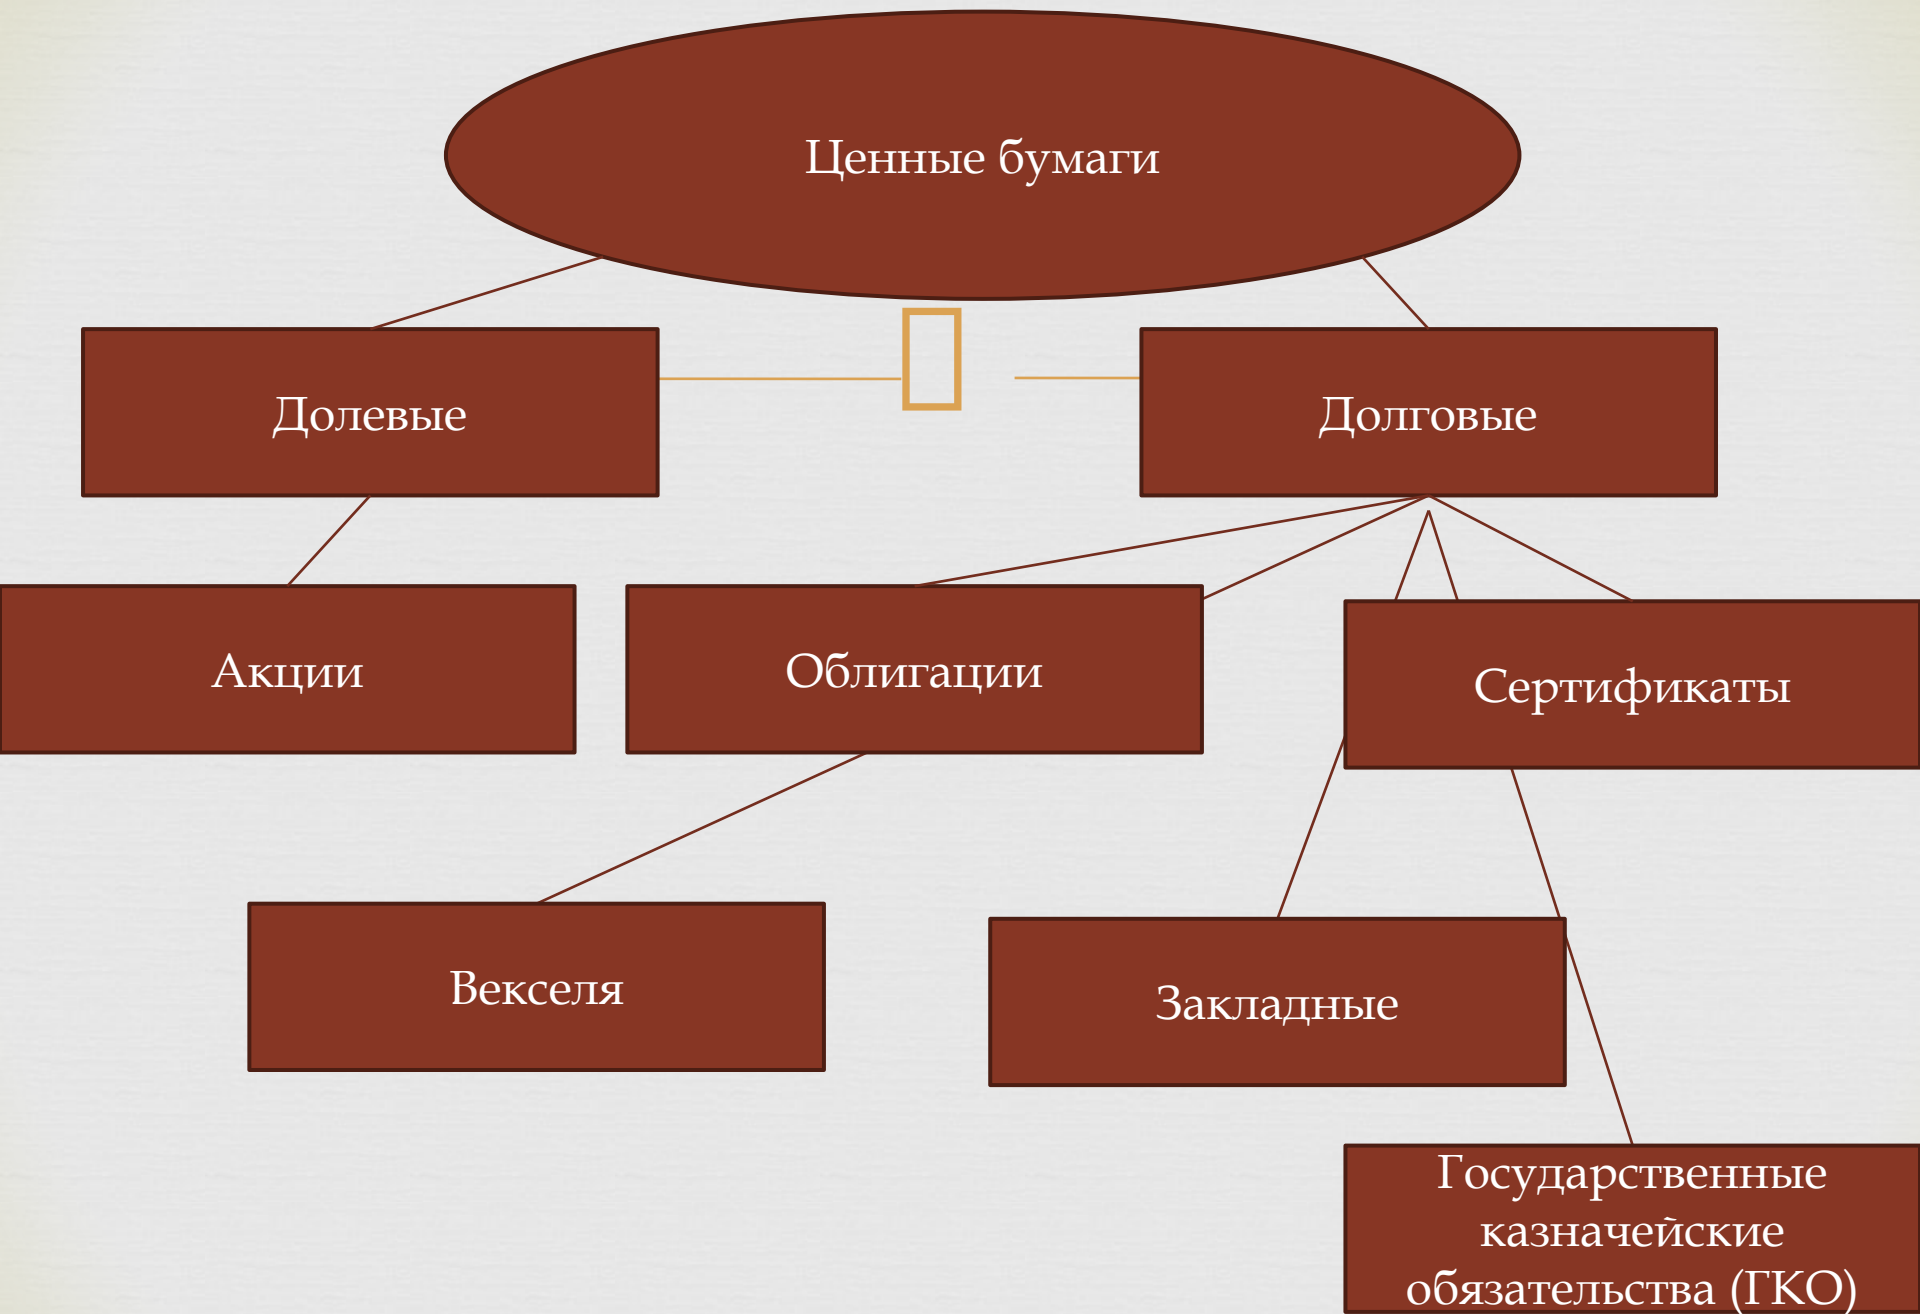 Ценные бумаги
Долевые
Долговые
Акции
Облигации
Сертификаты
Векселя
Закладные
Государственные
казначейские
обязательства (ГКО)